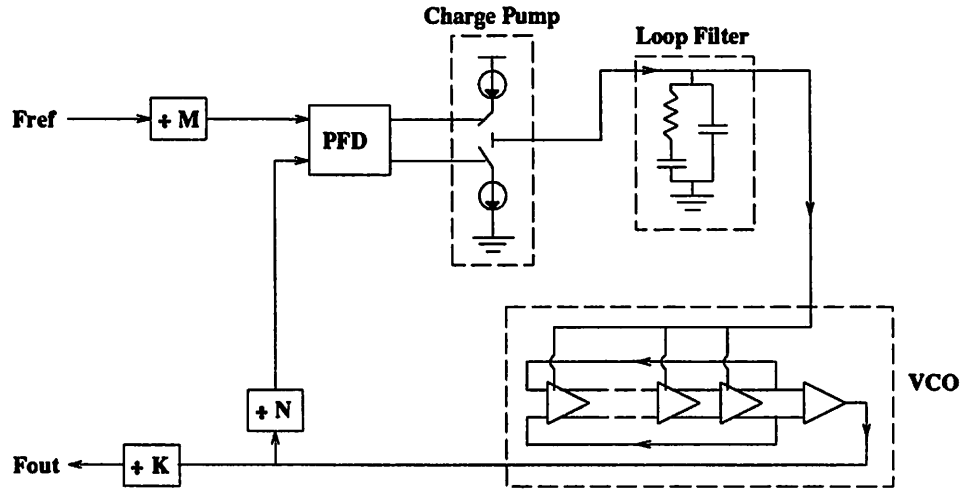 Charge Pump
Loop Filter
Fref
÷ M
PFD
VCO
÷ N
Fout
÷ K